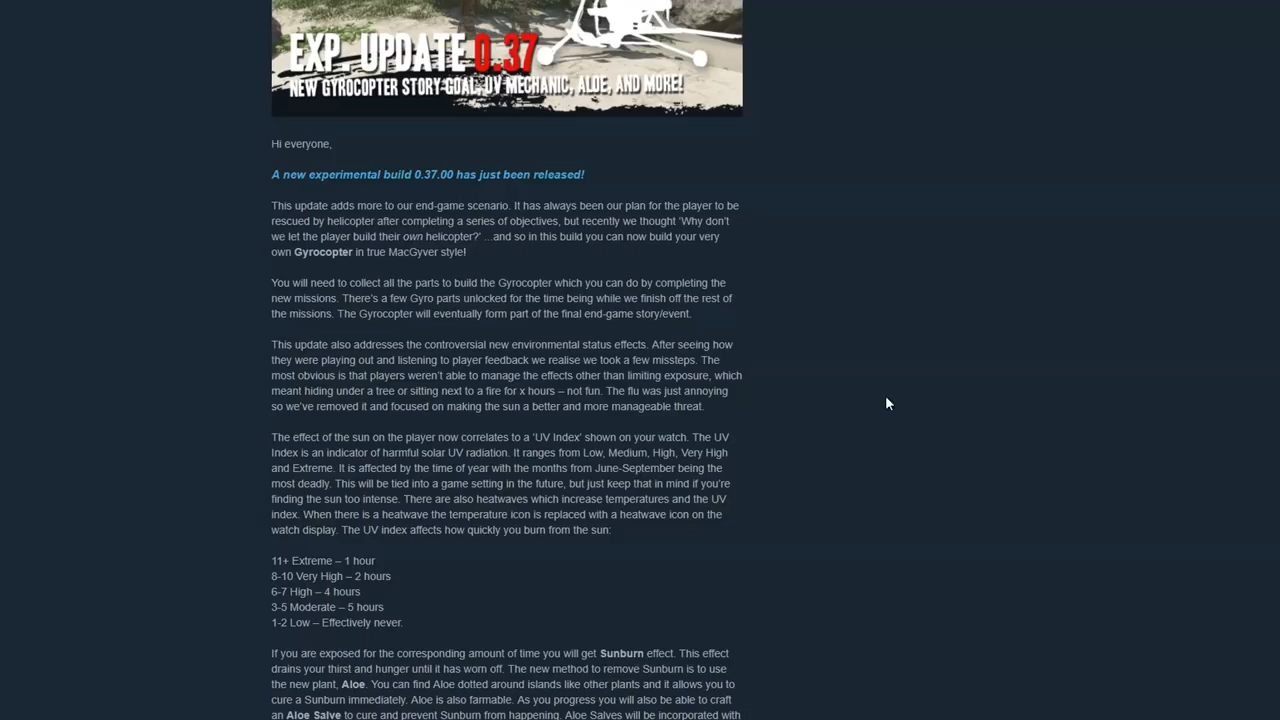 EXP. UPDATE 0.37
NEW GYROCOPTER STORY GOAL, UV MECHANIC, ALOE, AND MORE!
Hi everyone,
A new experimental build 0.37.00 has just been released!
This update adds more to our end-game scenario. It has always been our plan for the player to be
rescued by helicopter after completing a series of objectives, but recently we thought ‘Why don’t
we let the player build their own helicopter?’ ...and so in this build you can now build your very
own Gyrocopter in true MacGyver style!
You will need to collect all the parts to build the Gyrocopter which you can do by completing the
new missions. There’s a few Gyro parts unlocked for the time being while we finish off the rest of
the missions. The Gyrocopter will eventually form part of the final end-game story/event.
This update also addresses the controversial new environmental status effects. After seeing how
they were playing out and listening to player feedback we realise we took a few missteps. The
most obvious is that players weren’t able to manage the effects other than limiting exposure, which
meant hiding under a tree or sitting next to a fire for x hours – not fun. The flu was just annoying
so we’ve removed it and focused on making the sun a better and more manageable threat.
The effect of the sun on the player now correlates to a ‘UV Index’ shown on your watch. The UV
Index is an indicator of harmful solar UV radiation. It ranges from Low, Medium, High, Very High
and Extreme. It is affected by the time of year with the months from June-September being the
most deadly. This will be tied into a game setting in the future, but just keep that in mind if you’re
finding the sun too intense. There are also heatwaves which increase temperatures and the UV
index. When there is a heatwave the temperature icon is replaced with a heatwave icon on the
watch display. The UV index affects how quickly you burn from the sun:
11+ Extreme – 1 hour
8-10 Very High – 2 hours
6-7 High – 4 hours
3-5 Moderate – 5 hours
1-2 Low – Effectively never.
If you are exposed for the corresponding amount of time you will get Sunburn effect. This effect
drains your thirst and hunger until it has worn off. The new method to remove Sunburn is to use
the new plant, Aloe. You can find Aloe dotted around islands like other plants and it allows you to
cure a Sunburn immediately. Aloe is also farmable. As you progress you will also be able to craft
an Aloe Salve to cure and prevent Sunburn from happening. Aloe Salves will be incorporated with